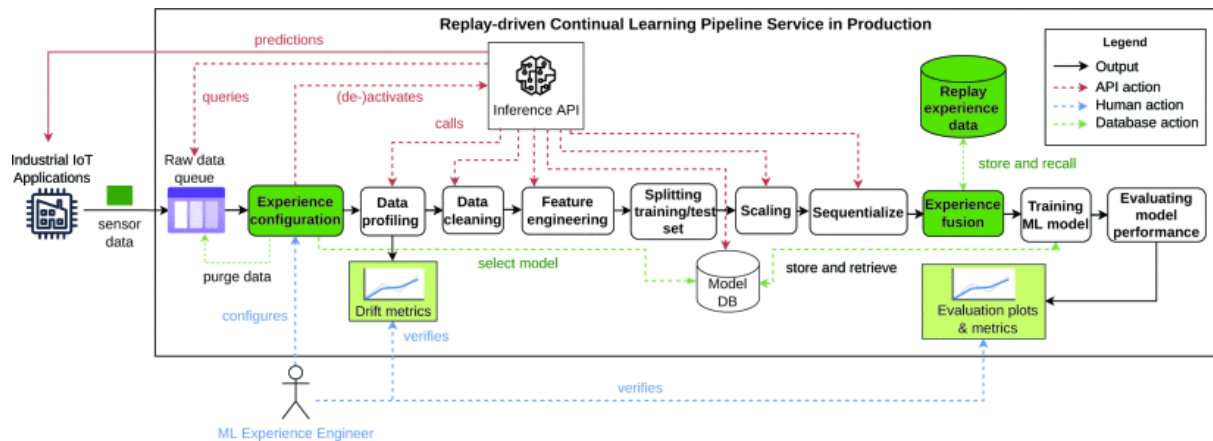 Replay-driven Continual Learning Pipeline Service in Production
predictions
queries
(de-)activates
calls
Inference API
Replay
experience
data
Legend
Output
API action
Human action
Database action
store and recall
Industrial IoT
Applications
sensor
data
Raw data
queue
Experience
configuration
Data
profiling
Data
cleaning
Feature
engineering
Splitting
training/test
set
Scaling
Sequentialize
Experience
fusion
Training
ML model
Evaluating
model
performance
purge data
select model
store and retrieve
Model
DB
Drift metrics
Evaluation plots
& metrics
configures
verifies
verifies
ML Experience Engineer